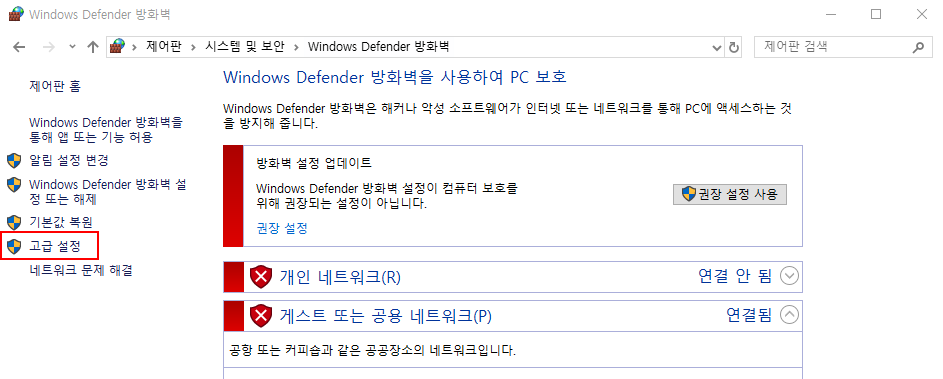 Windows Defender 방화벽
제어판 시스템 및 보안 Windows Defender 방화벽 제어판 검색
제어판 홈
Windows Defender 방화벽을
통해 앱 또는 기능 허용
알림 설정 변경
Windows Defender 방화벽 설
정 또는 해제
기본값 복원
고급 설정
네트워크 문제 해결
Windows Defender 방화벽을 사용하여 PC 보호
Windows Defender 방화벽은 해커나 악성 소프트웨어가 인터넷 또는 네트워크를 통해 PC에 액세스하는 것
을 방지해 줍니다.
방화벽 설정 업데이트
Windows Defender 방화벽 설정이 컴퓨터 보호를
위해 권장되는 설정이 아닙니다.
권장 설정 사용
권장 설정
개인 네트워크(R) 연결 안 됨
게스트 또는 공용 네트워크(P) 연결됨
공항 또는 커피숍과 같은 공공장소의 네트워크입니다.